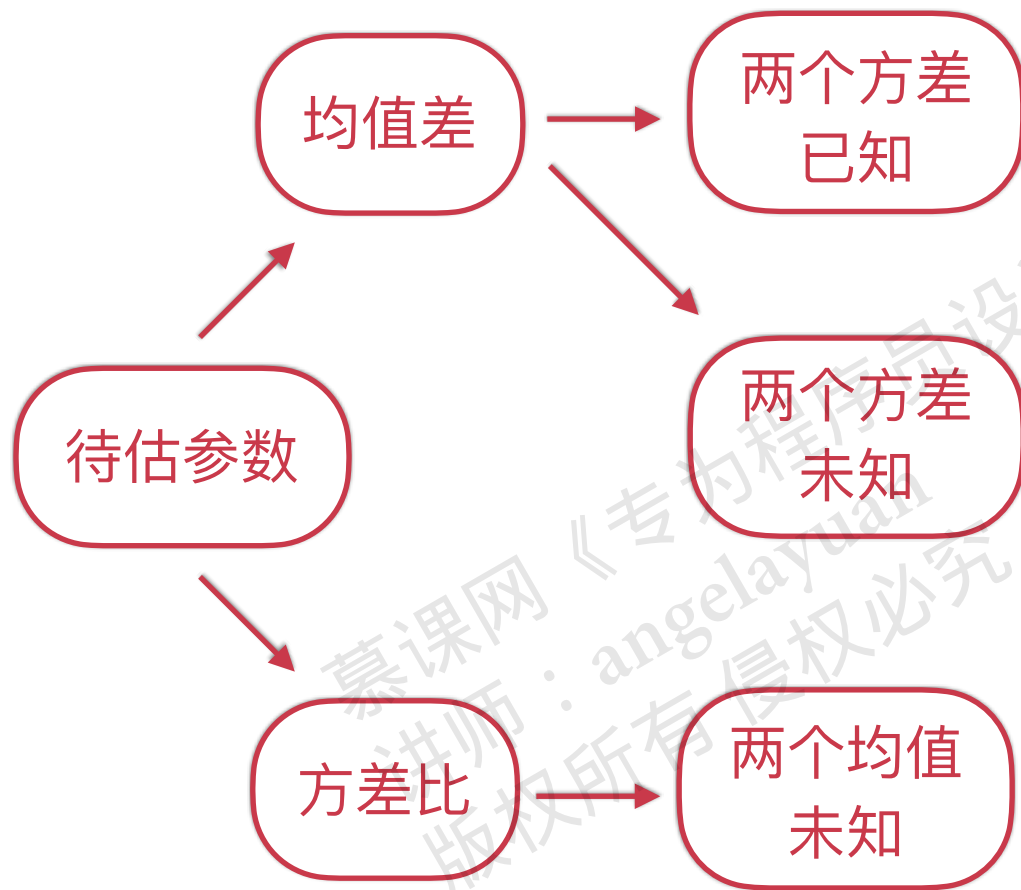 均值差
两个方差
已知
待估参数
两个方差
未知
方差比
两个均值
未知
慕课网《专为程序员设
讲师：angelayuan
版权所有 侵权必究